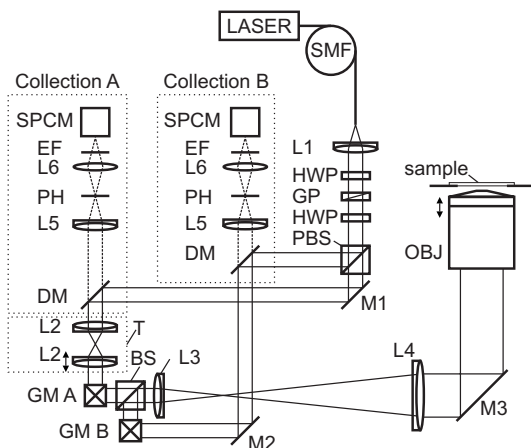 LASER
SMF
Collection A
Collection B
SPCM
SPCM
EF
EF
L6
L6
L1
HWP
PH
PH
GP
HWP
L5
L5
PBS
sample
OBJ
DM
DM
M1
L2
T
L2
BS
L3
L4
GM A
M3
GM B
M2